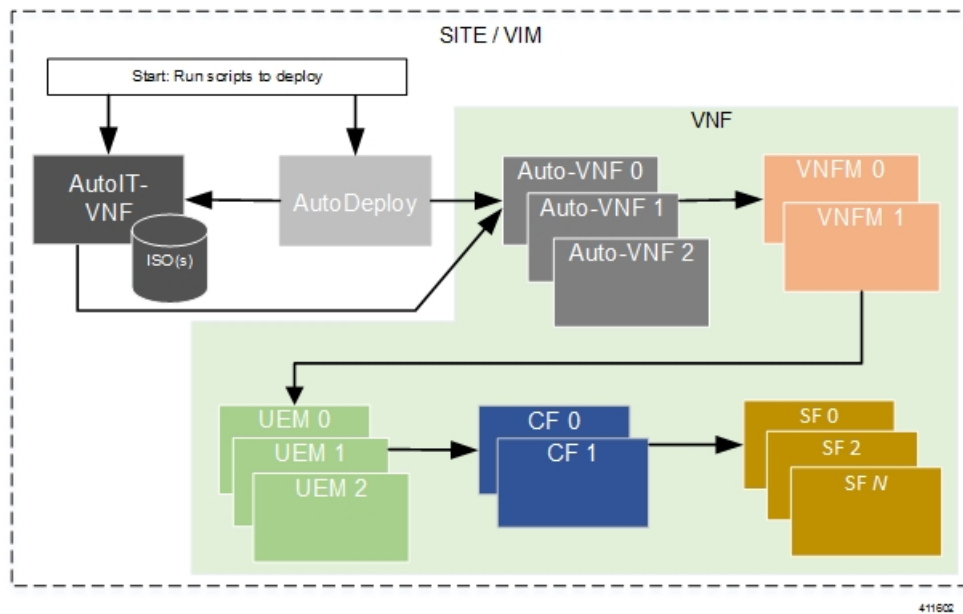 SITE / VIM
Start: Run scripts to deploy
VNF
AutoIT-
VNF
ISO(s)
AutoDeploy
Auto-VNF 0
Auto-VNF 1
Auto-VNF 2
VNFM 0
VNFM 1
UEM 0
UEM 1
UEM 2
CF 0
CF 1
SF 0
SF 2
SF N
411602